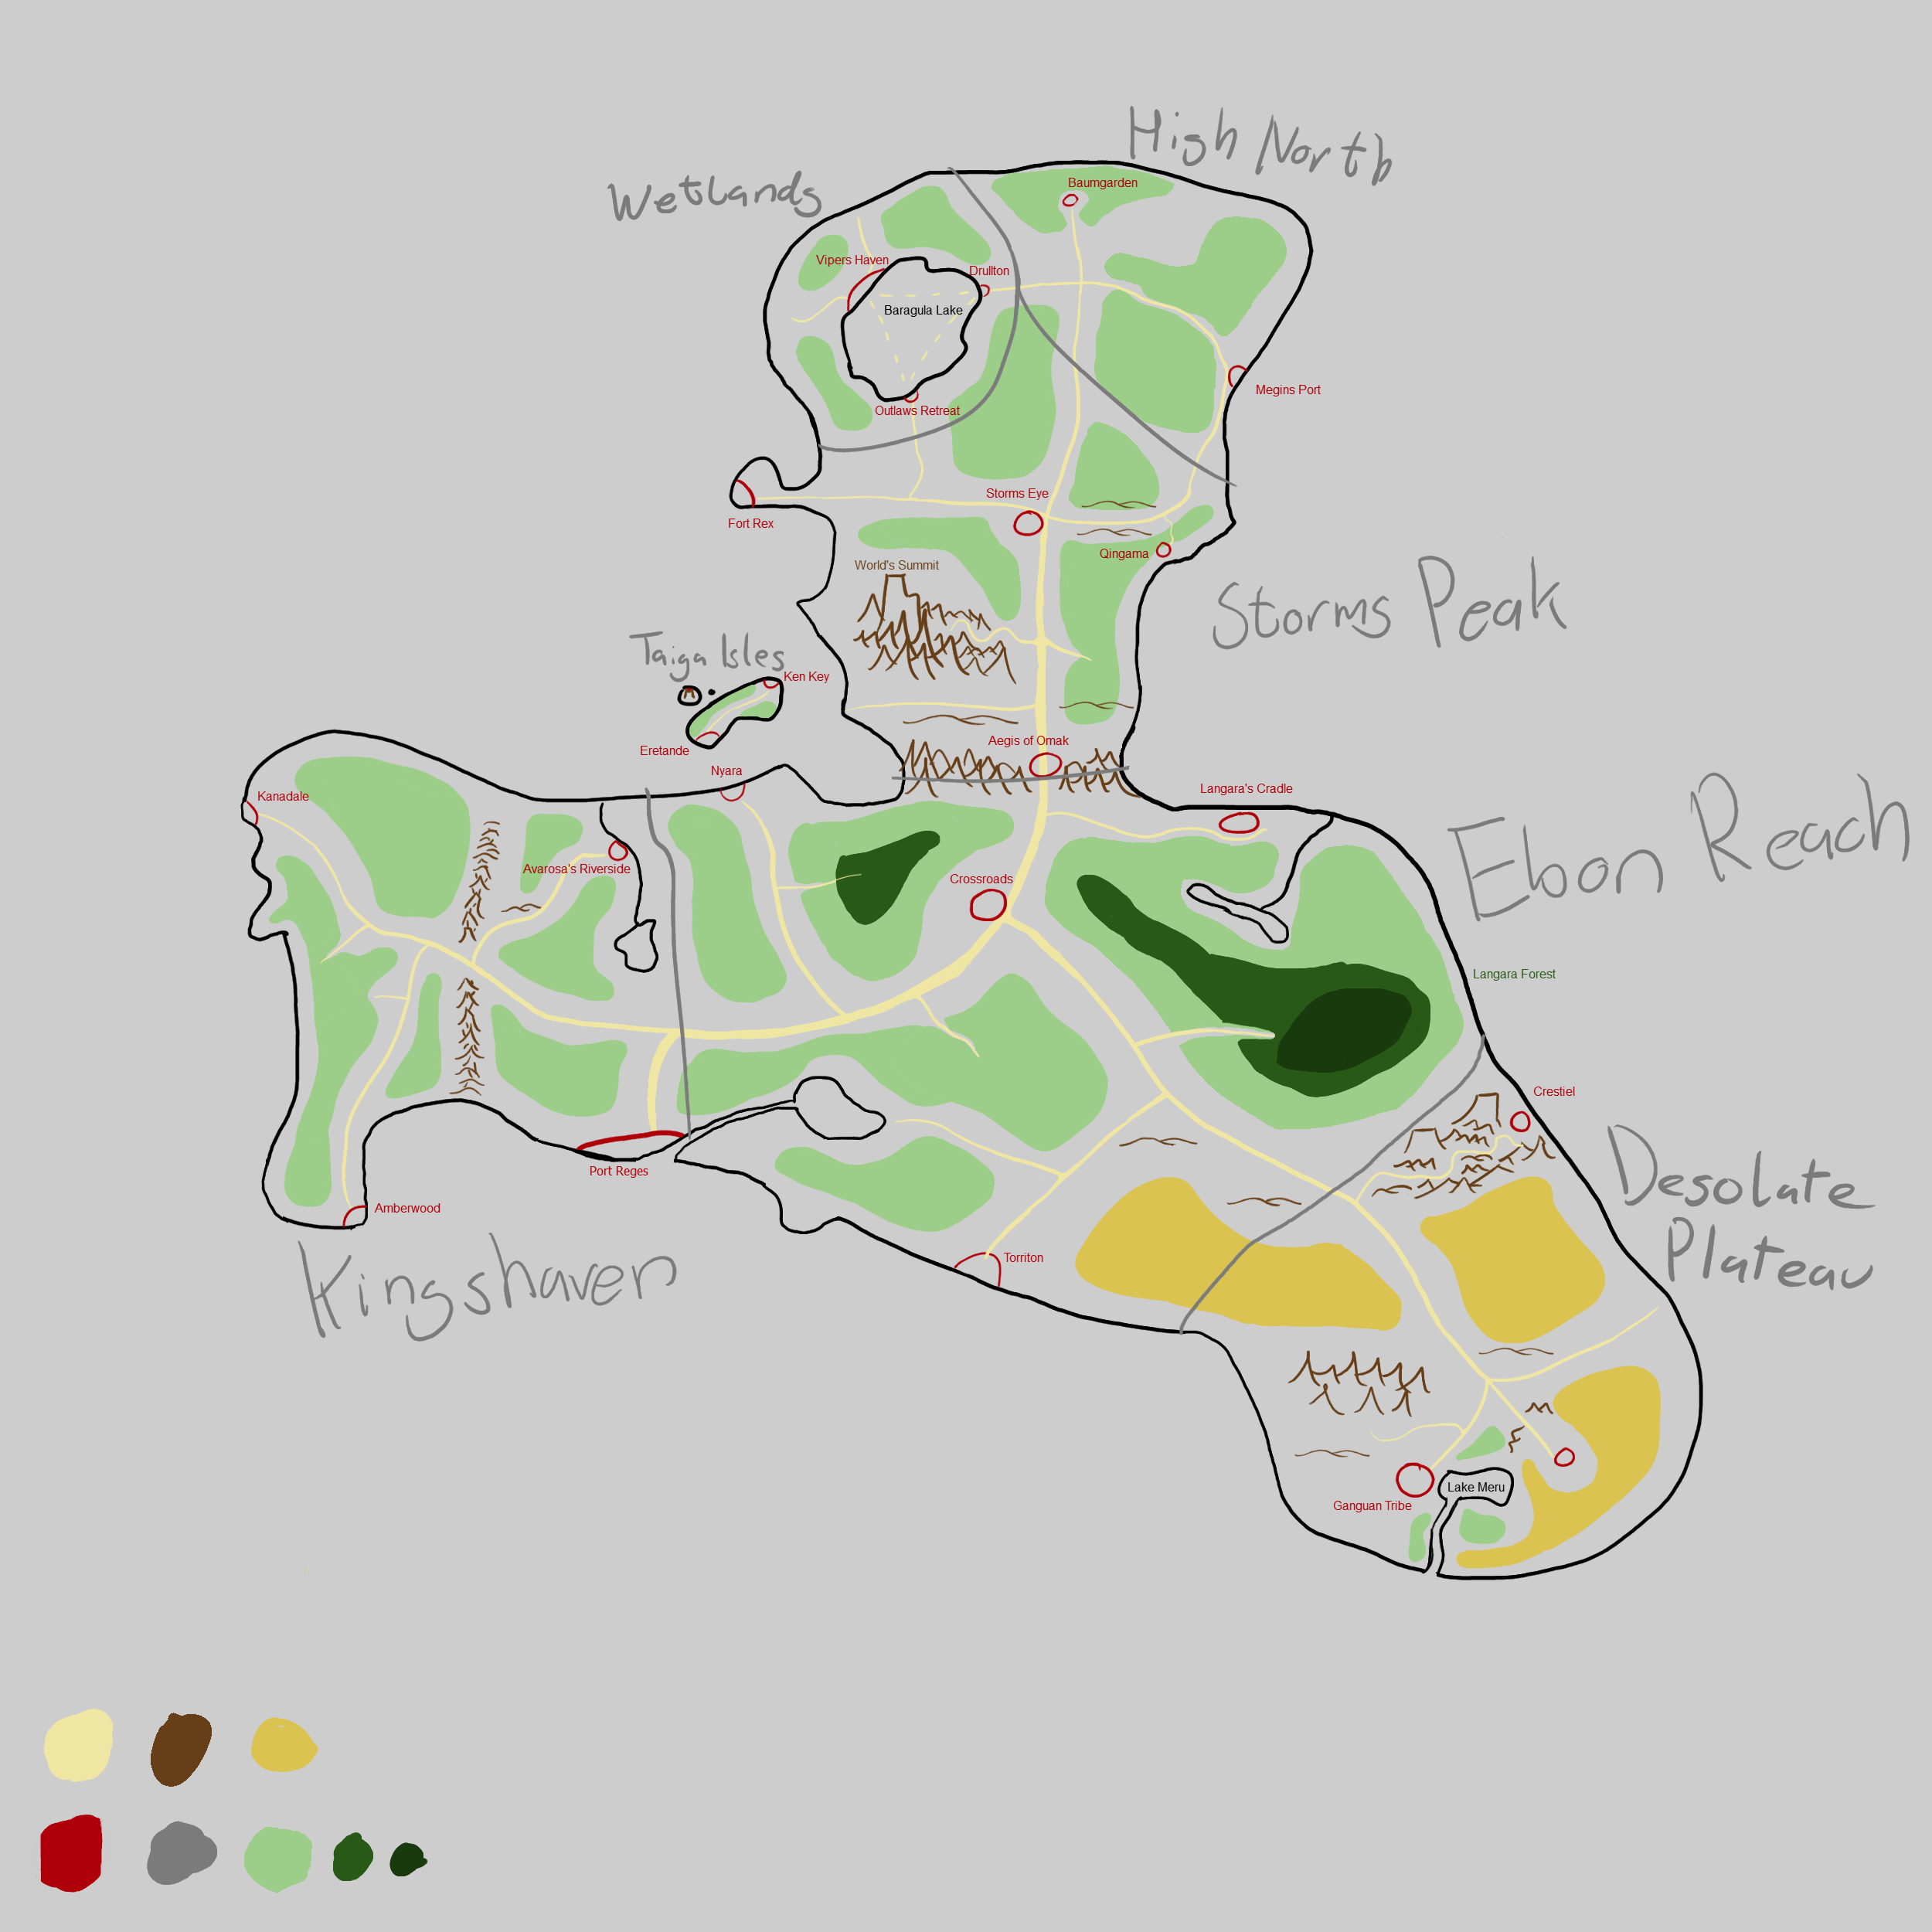 High North
Wetlands
Baumgarden
Vipers Haven
Drullton
Baragula Lake
Megins Port
Outlaws Retreat
Storms Eye
Fort Rex
Qingama
World's Summit
Storms Peak
Taiga Isles
Ken Key
Eretande
Aegis of Omak
Nyara
Langara's Cradle
Kanadale
Ebon Reach
Avarosa's Riverside
Crossroads
Langara Forest
Crestiel
Port Reges
Desolate
Plateau
Amberwood
Torriton
Kingshaven
Lake Meru
Ganguan Tribe